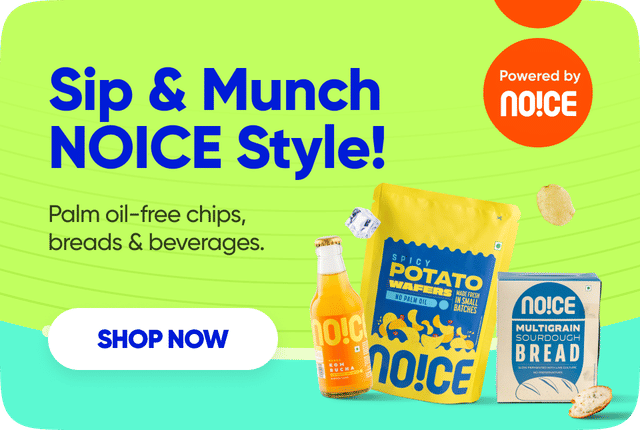 Sip & Munch
NOICE Style!
Powered by
NO!CE
Palm oil-free chips,
breads & beverages.
SHOP NOW
NO!CE
KOM
BUCHA
SPICY
POTATO
WAFERS
NO PALM OIL
MADE FRESH
IN SMALL
BATCHES
NO!CE
NO!CE
MULTIGRAIN
SOURDOUGH
BREAD